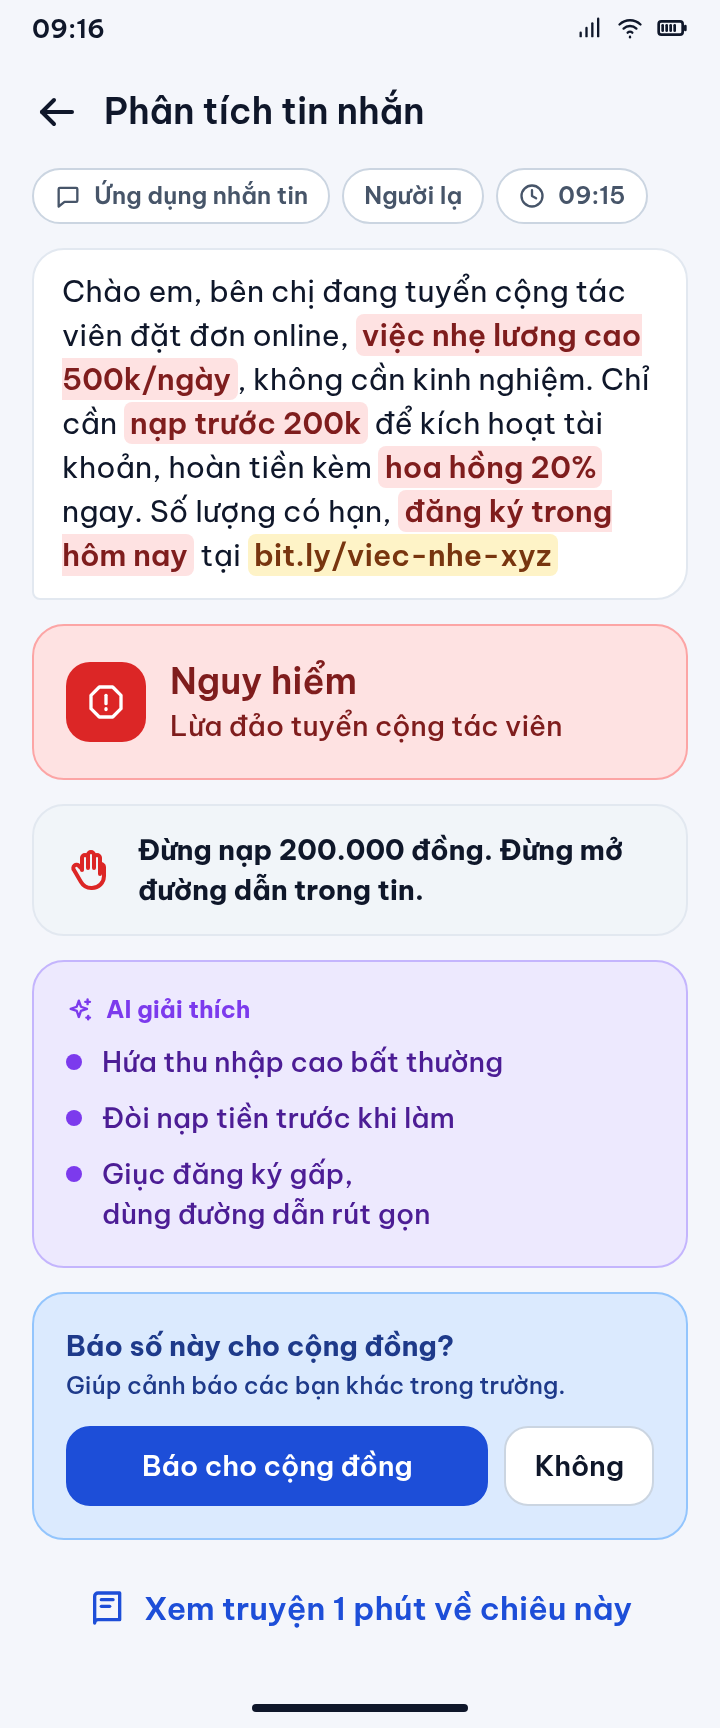 09:16
Phân tích tin nhắn
Ứng dụng nhắn tin
Người lạ
09:15
Chào em, bên chị đang tuyển cộng tác
viên đặt đơn online, việc nhẹ lương cao
500k/ngày, không cần kinh nghiệm. Chỉ
cần nạp trước 200k để kích hoạt tài
khoản, hoàn tiền kèm hoa hồng 20%
ngay. Số lượng có hạn, đăng ký trong
hôm nay tại bit.ly/viec-nhe-xyz
Nguy hiểm
Lừa đảo tuyển cộng tác viên
Đừng nạp 200.000 đồng. Đừng mở
đường dẫn trong tin.
AI giải thích
Hứa thu nhập cao bất thường
Đòi nạp tiền trước khi làm
Giục đăng ký gấp,
dùng đường dẫn rút gọn
Báo số này cho cộng đồng?
Giúp cảnh báo các bạn khác trong trường.
Báo cho cộng đồng
Không
Xem truyện 1 phút về chiêu này